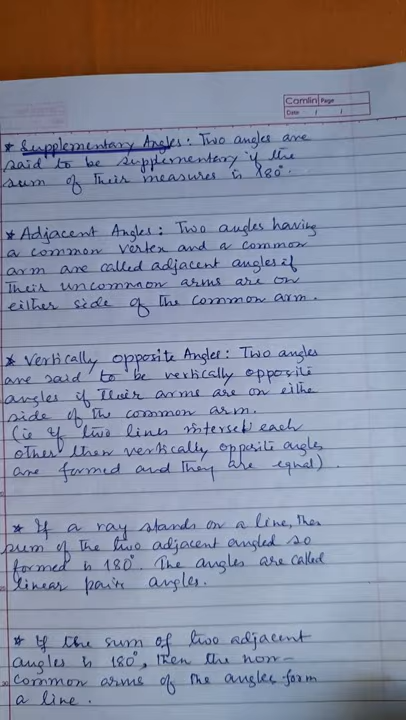 Camlin Page
Date / /
* Supplementary Angles: Two angles are
said to be supplementary if the
sum of their measures is 180°.
* Adjacent Angles: Two angles having
a common vertex and a common
arm are called adjacent angles if
their uncommon arms are on
either side of the common arm.
* Vertically opposite Angles: Two angles
are said to be vertically opposite
angles if their arms are on eithe
side of the common arm.
(ie if two lines intersect each
other then vertically opposite angles
are formed and they are equal).
* If a ray stands on a line, then
sum of the two adjacent angled so
formed is 180°. The angles are called
linear pair angles.
* If the sum of two adjacent
angles is 180°, then the non-
common arms of the angles form
a line.